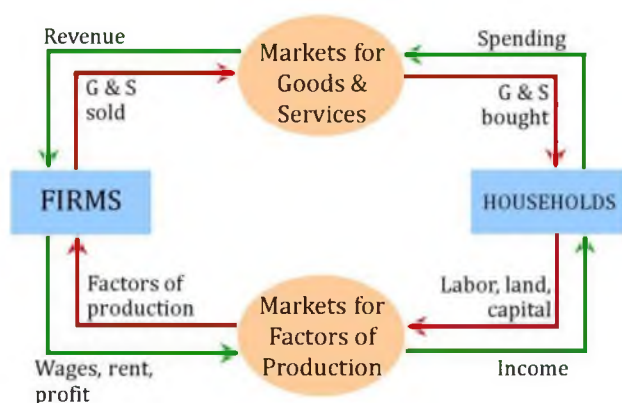 Revenue
Markets for
Goods &
Services
Spending
G & S
sold
G & S
bought
FIRMS
HOUSEHOLDS
Factors of
production
Markets for
Factors of
Production
Labor, land,
capital
Wages, rent,
profit
Income